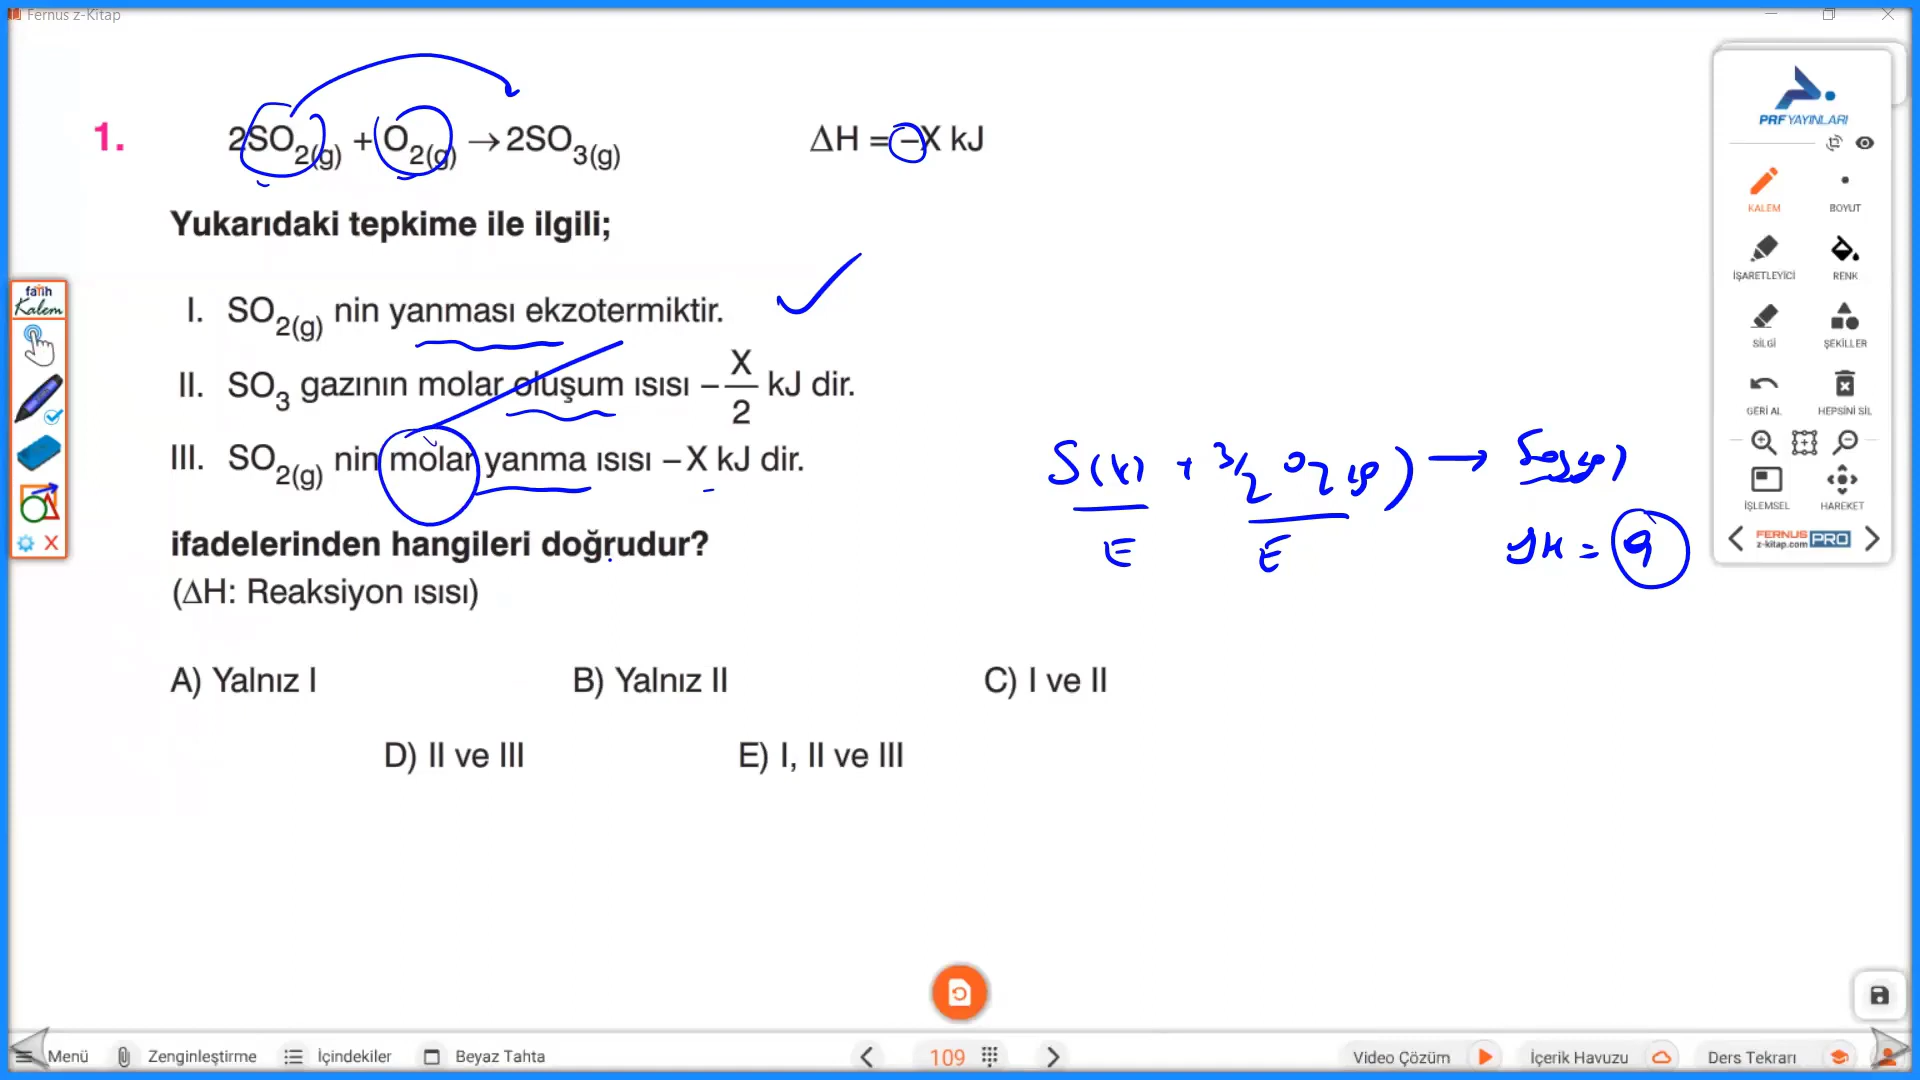 Fernus z-Kitap
1. 2SO2(g) + O2(g) → 2SO3(g) ΔH = –X kJ
Yukarıdaki tepkime ile ilgili;
I. SO2(g) nin yanması ekzotermiktir.
II. SO3 gazının molar oluşum ısısı –X/2 kJ dir.
III. SO2(g) nin molar yanma ısısı –X kJ dir.
ifadelerinden hangileri doğrudur?
(ΔH: Reaksiyon ısısı)
A) Yalnız I B) Yalnız II C) I ve II
D) II ve III E) I, II ve III
S(k) + 3/2 O2(g) →
E E ΔH =
fatih
Kalem
PRF YAYINLARI
KALEM BOYUT
İŞARETLEYİCİ RENK
SİLGİ ŞEKİLLER
GERİ AL HEPSİNİ SİL
İŞLEMSEL HAREKET
FERNUS PRO
z-kitap.com
Menü Zenginleştirme İçindekiler Beyaz Tahta 109 Video Çözüm İçerik Havuzu Ders Tekrarı